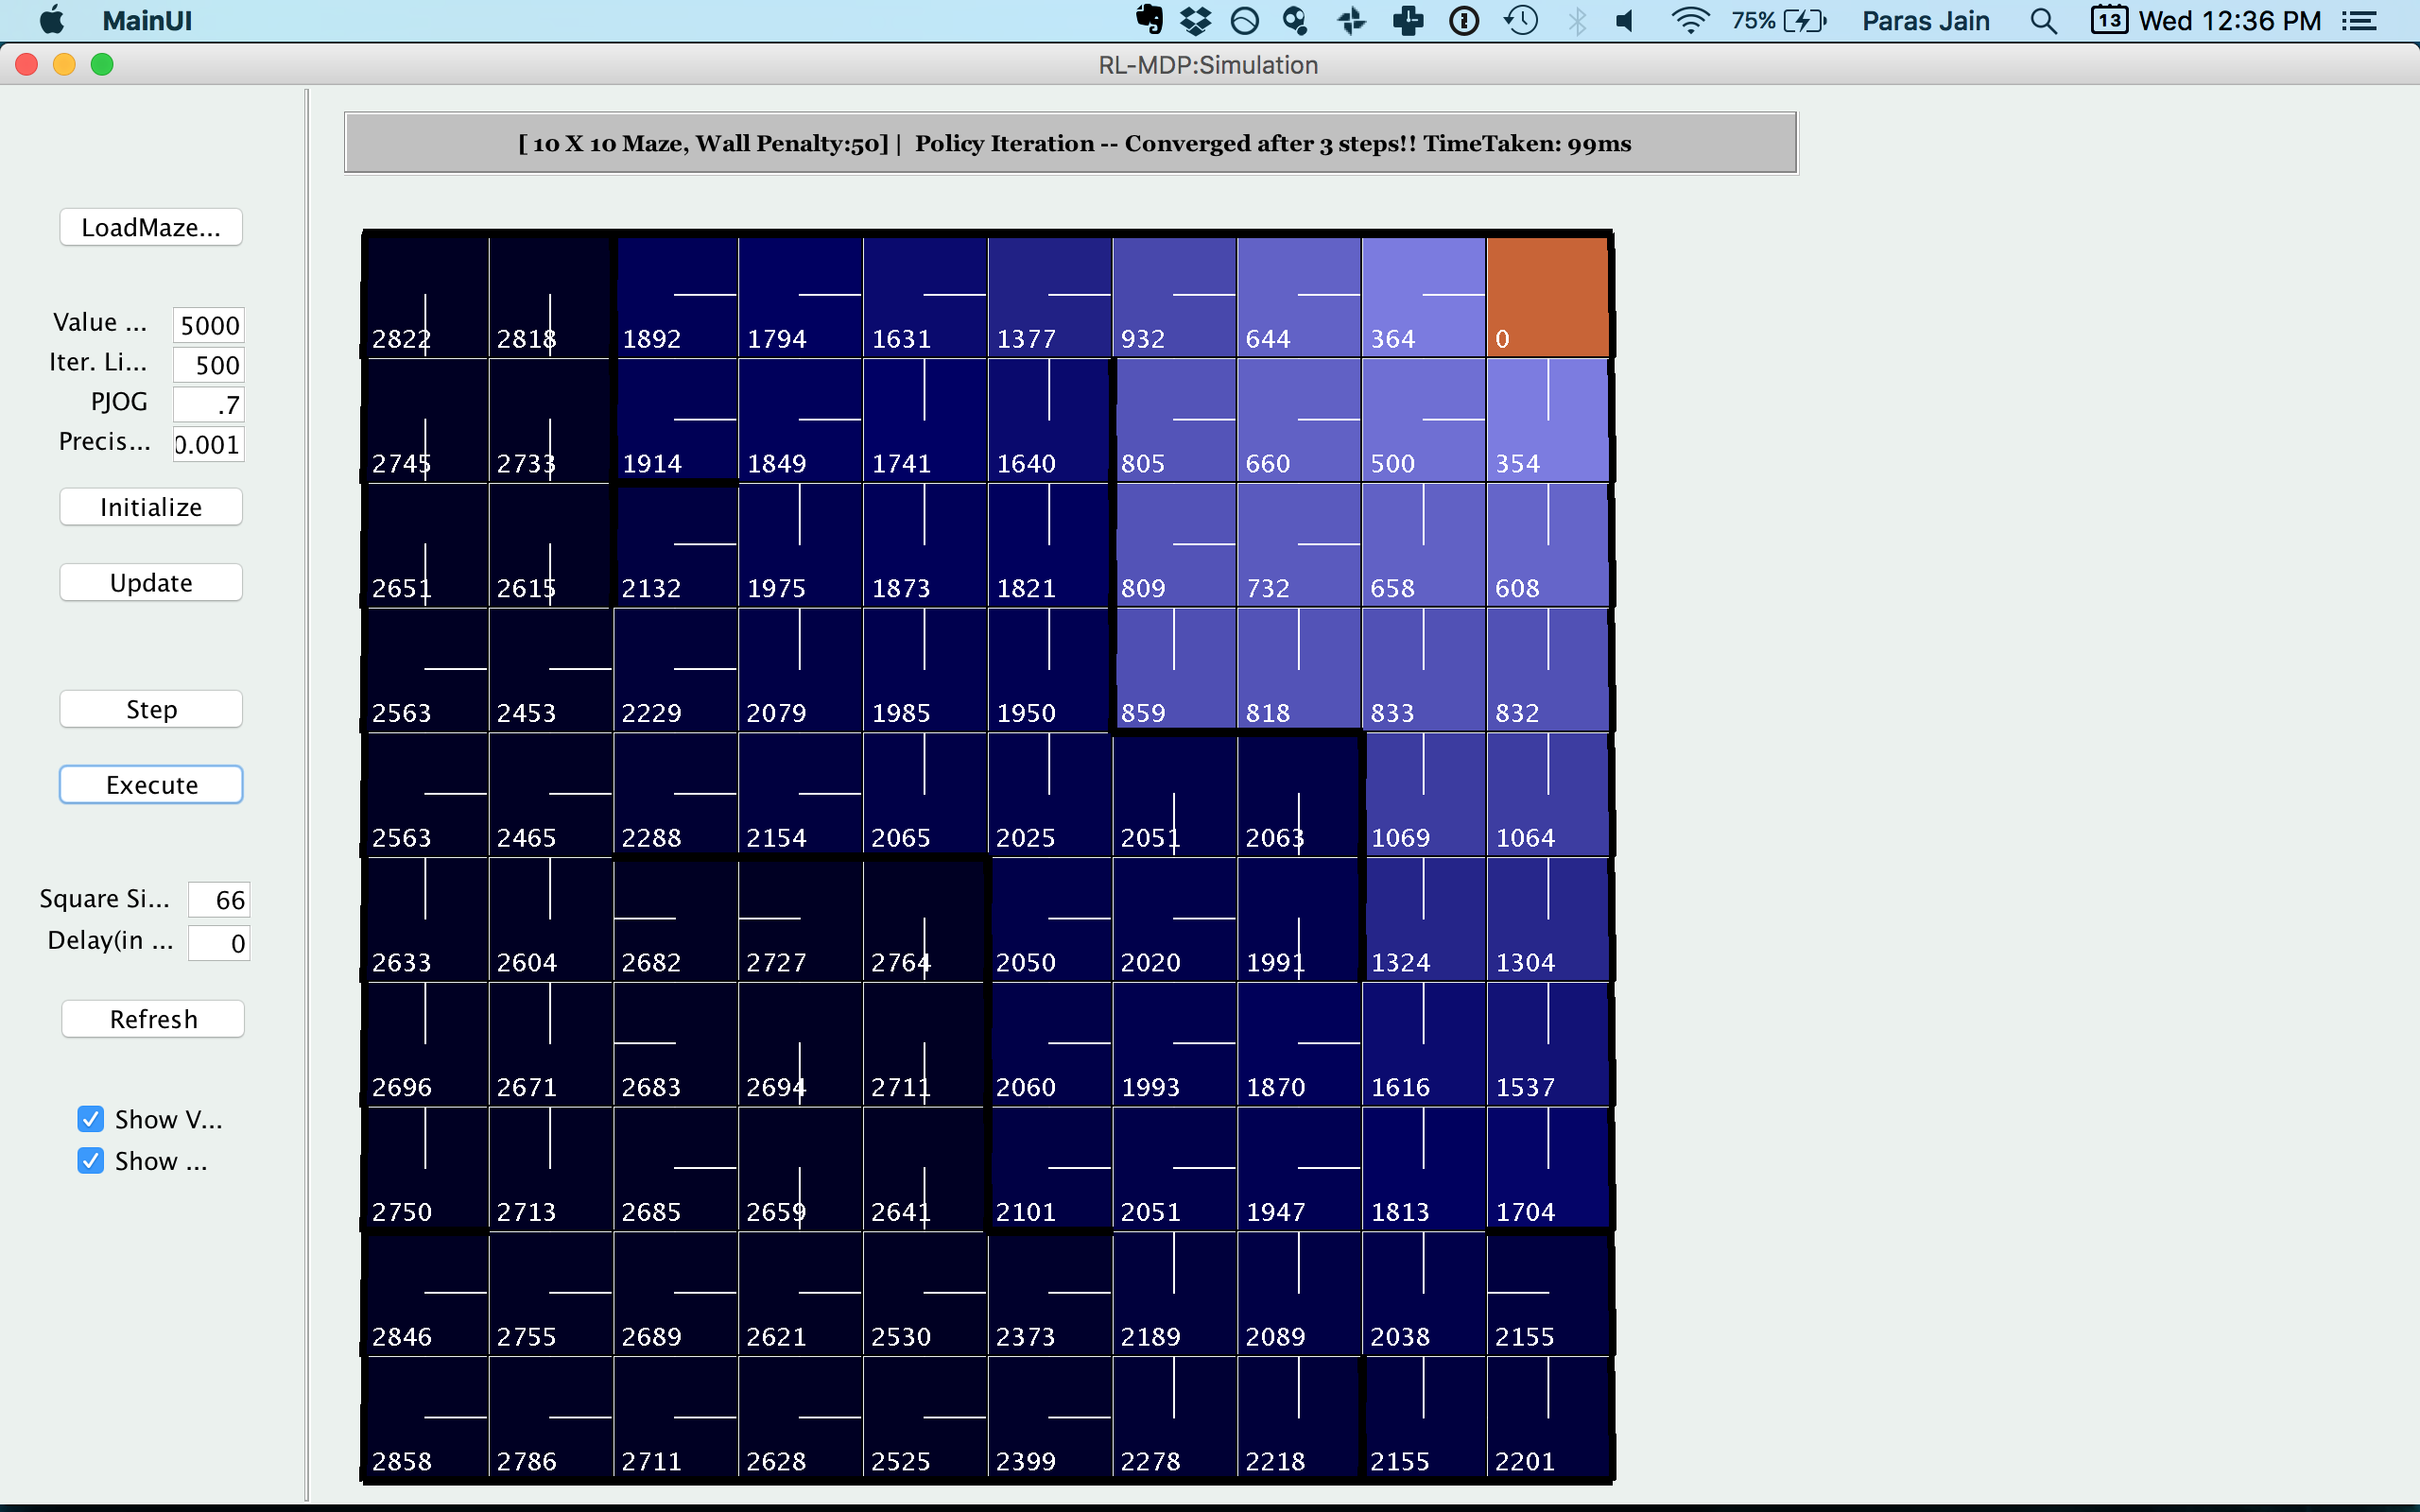 MainUI 75% Paras Jain 13 Wed 12:36 PM
RL-MDP:Simulation
[ 10 X 10 Maze, Wall Penalty:50] | Policy Iteration -- Converged after 3 steps!! TimeTaken: 99ms
LoadMaze...
Value ... 5000
Iter. Li... 500
PJOG .7
Precis... 0.001
Initialize
Update
Step
Execute
Square Si... 66
Delay(in ... 0
Refresh
Show V...
Show ...
2822 2818 1892 1794 1631 1377 932 644 364 0
2745 2733 1914 1849 1741 1640 805 660 500 354
2651 2615 2132 1975 1873 1821 809 732 658 608
2563 2453 2229 2079 1985 1950 859 818 833 832
2563 2465 2288 2154 2065 2025 2051 2063 1069 1064
2633 2604 2682 2727 2764 2050 2020 1991 1324 1304
2696 2671 2683 2694 2711 2060 1993 1870 1616 1537
2750 2713 2685 2659 2641 2101 2051 1947 1813 1704
2846 2755 2689 2621 2530 2373 2189 2089 2038 2155
2858 2786 2711 2628 2525 2399 2278 2218 2155 2201